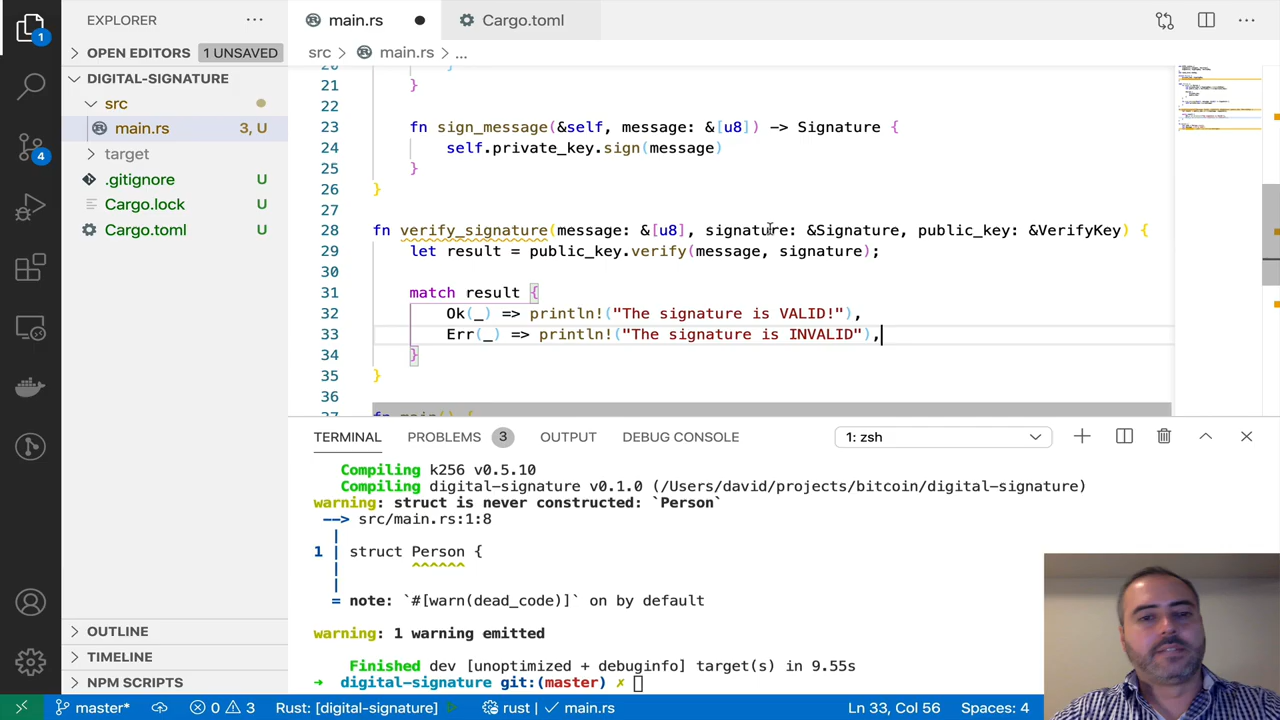 EXPLORER ···
main.rs ●
Cargo.toml
OPEN EDITORS 1 UNSAVED
src > main.rs > ...
DIGITAL-SIGNATURE
src
main.rs 3, U
target
.gitignore U
Cargo.lock U
Cargo.toml U
1
4
20 }
21 }
22
23 fn sign_message(&self, message: &[u8]) -> Signature {
24 self.private_key.sign(message)
25 }
26 }
27
28 fn verify_signature(message: &[u8], signature: &Signature, public_key: &VerifyKey) {
29 let result = public_key.verify(message, signature);
30
31 match result {
32 Ok(_) => println!("The signature is VALID!"),
33 Err(_) => println!("The signature is INVALID"),
34 }
35 }
36
37 fn main() {
TERMINAL PROBLEMS 3 OUTPUT DEBUG CONSOLE 1: zsh
Compiling k256 v0.5.10
Compiling digital-signature v0.1.0 (/Users/david/projects/bitcoin/digital-signature)
warning: struct is never constructed: `Person`
--> src/main.rs:1:8
|
1 | struct Person {
| ^^^^^^
|
= note: `#[warn(dead_code)]` on by default
warning: 1 warning emitted
Finished dev [unoptimized + debuginfo] target(s) in 9.55s
→ digital-signature git:(master) ✗
OUTLINE
TIMELINE
NPM SCRIPTS
master* 0 3 Rust: [digital-signature] rust | ✓ main.rs Ln 33, Col 56 Spaces: 4